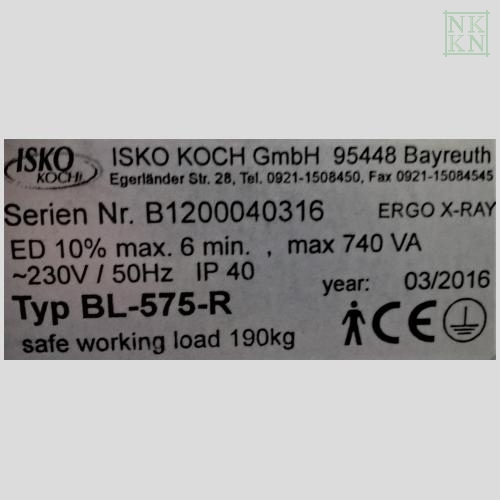 NK
KN
ISKO
KOCH
ISKO KOCH GmbH 95448 Bayreuth
Egerländer Str. 28, Tel. 0921-1508450, Fax 0921-15084545
Serien Nr. B1200040316 ERGO X-RAY
ED 10% max. 6 min. , max 740 VA
~230V / 50Hz IP 40
year: 03/2016
Typ BL-575-R
CE
safe working load 190kg